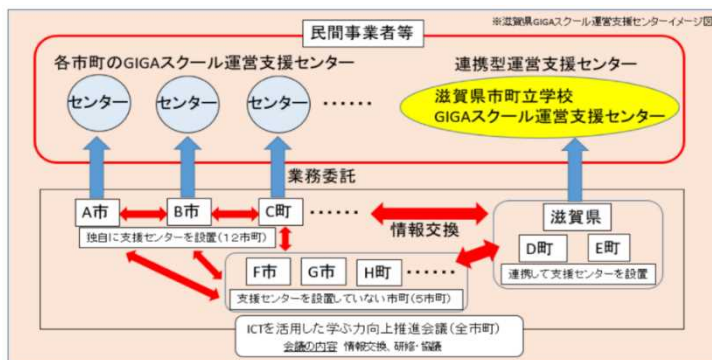 ※滋賀県GIGAスクール運営支援センターイメージ図
民間事業者等
各市町のGIGAスクール運営支援センター
連携型運営支援センター
センター
センター
センター
‥‥‥
滋賀県市町立学校
GIGAスクール運営支援センター
業務委託
A市
B市
C町
‥‥‥
情報交換
滋賀県
独自に支援センターを設置(12市町)
D町
E町
連携して支援センターを設置
F市
G市
H町
‥‥‥
支援センターを設置していない市町(5市町)
ICTを活用した学ぶ力向上推進会議(全市町)
会議の内容 情報交換、研修・協議